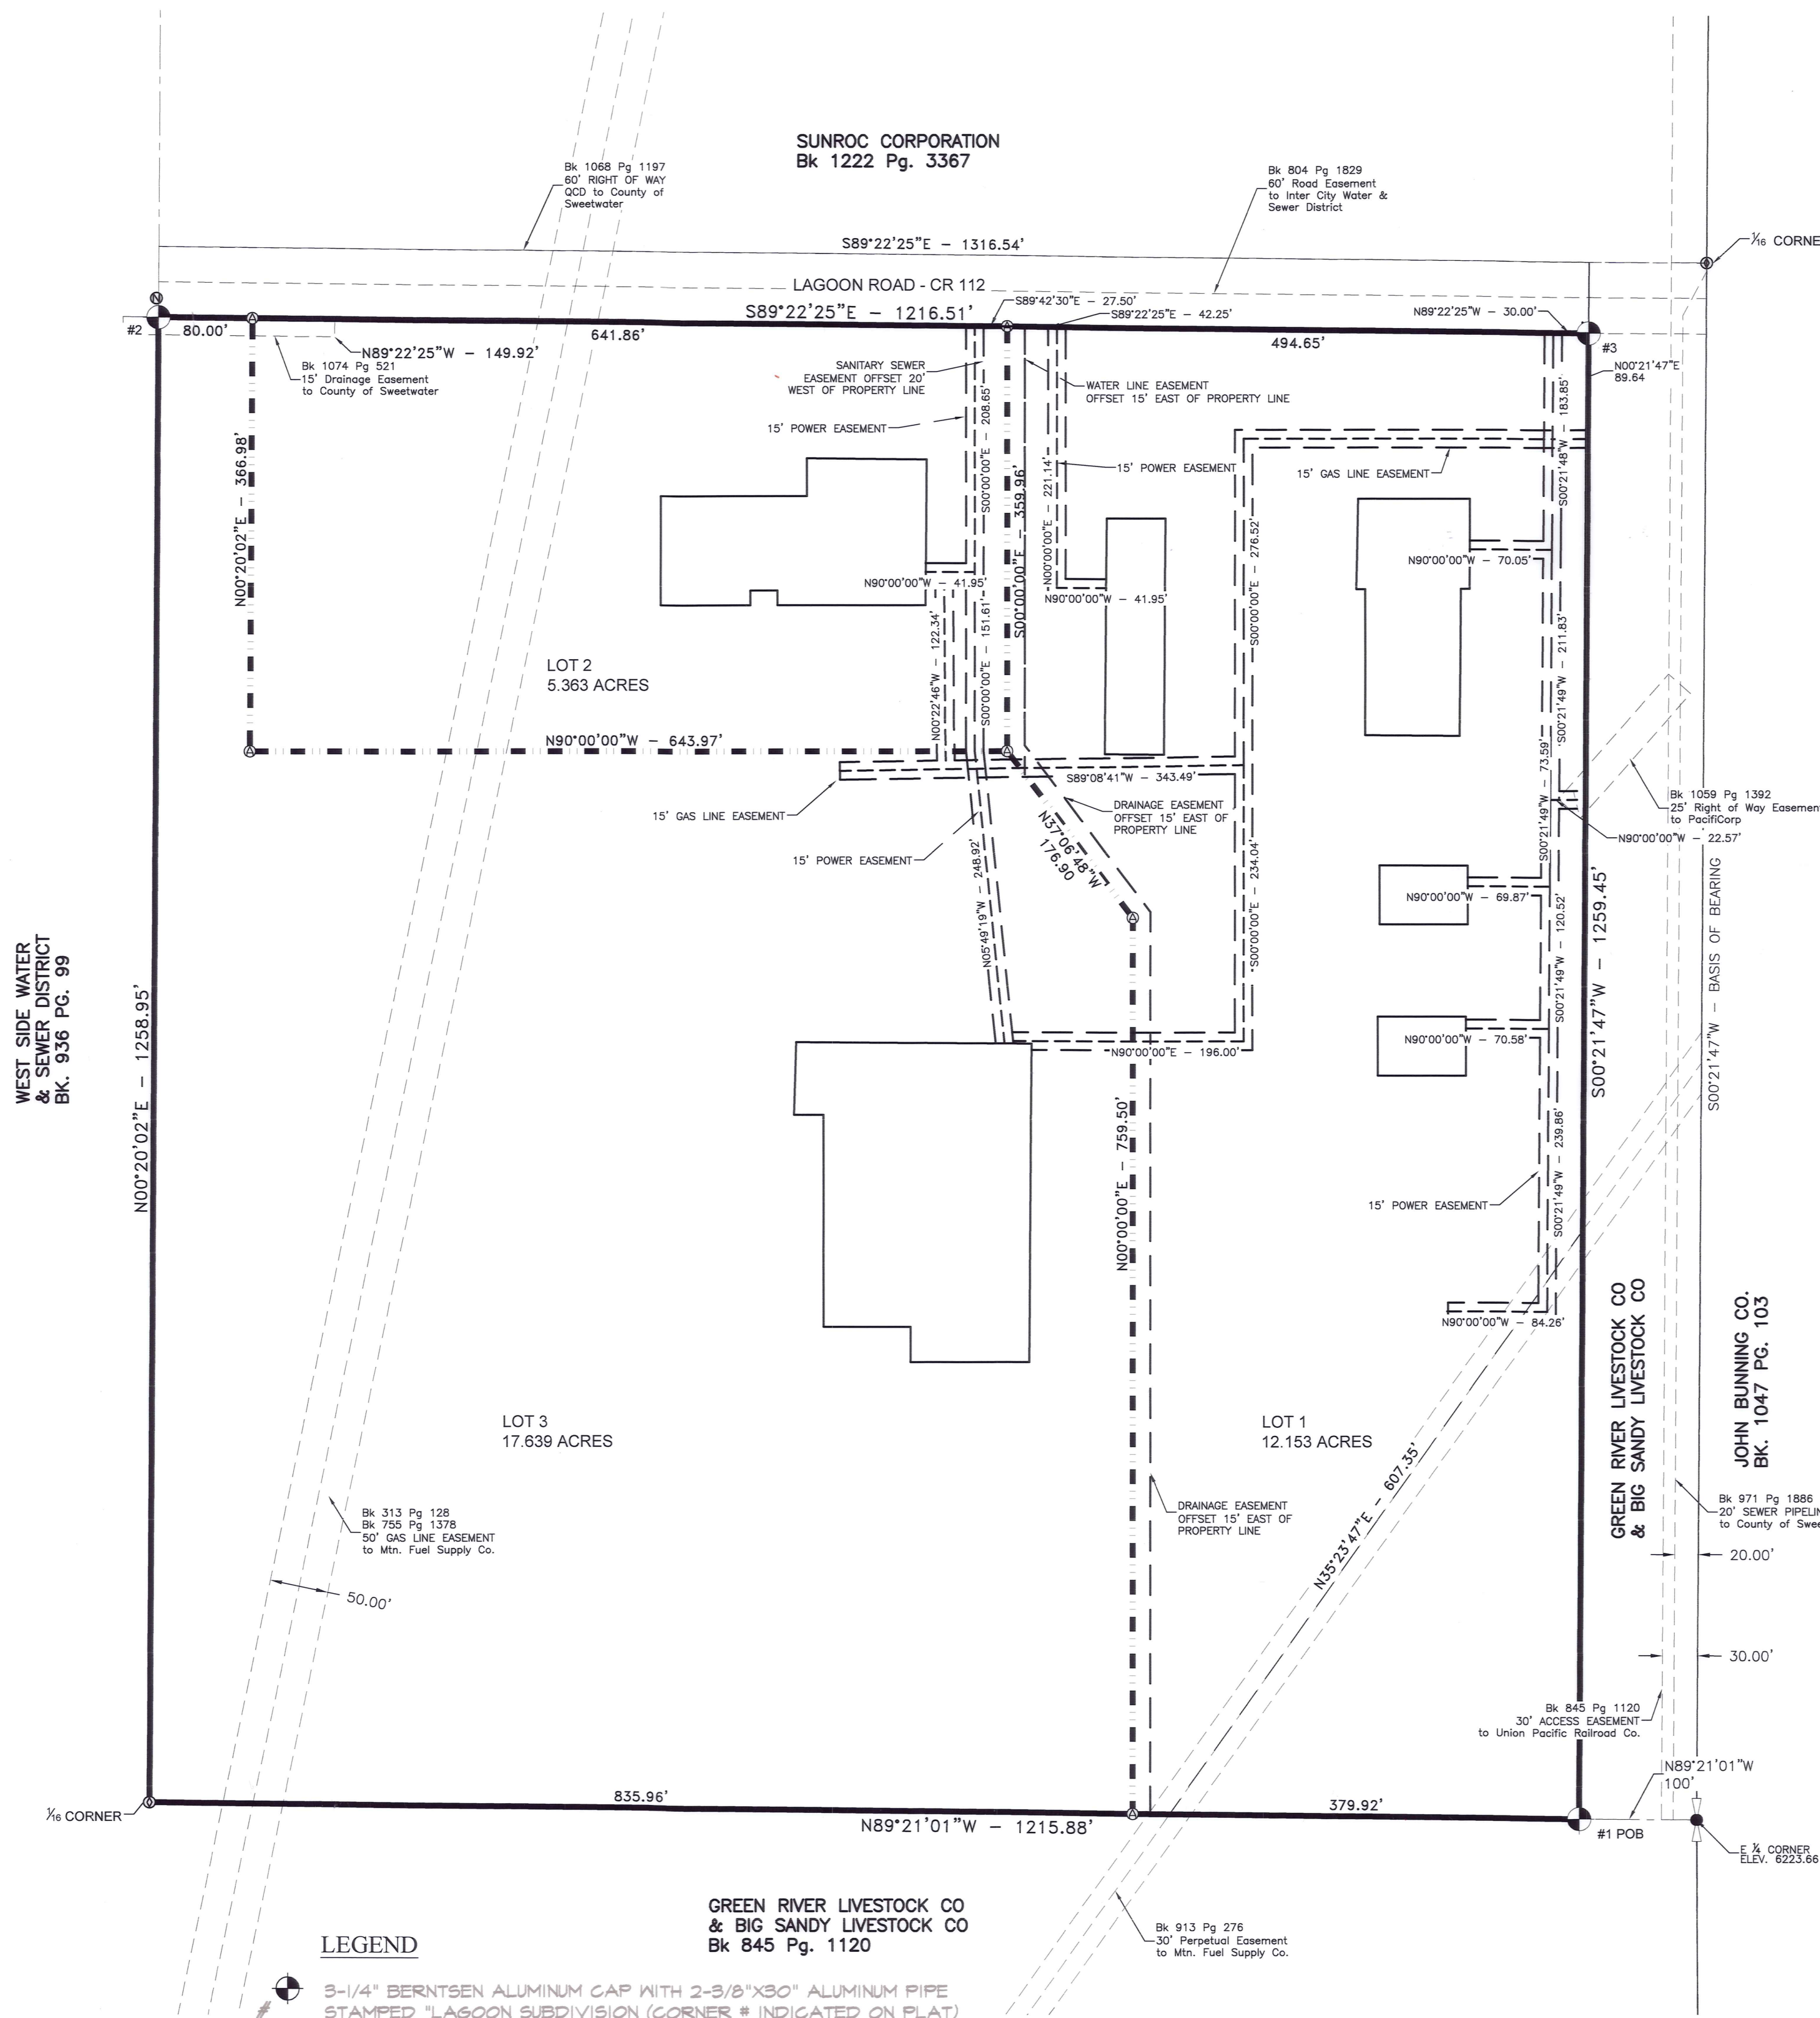 SUNROC CORPORATION
Bk 1222 Pg. 3367
Bk 1068 Pg 1197
60' RIGHT OF WAY
QCD to County of
Sweetwater
Bk 804 Pg 1829
60' Road Easement
to Inter City Water &
Sewer District
S89°22'25"E – 1316.54'
1/16 CORNE
LAGOON ROAD - CR 112
S89°22'25"E – 1216.51'
S89°42'30"E – 27.50'
S89°22'25"E – 42.25'
N89°22'25"W – 30.00'
N
#2
80.00'
641.86'
494.65'
#3
N89°22'25"W – 149.92'
Bk 1074 Pg 521
15' Drainage Easement
to County of Sweetwater
N00°21'47"E
89.64
SANITARY SEWER
EASEMENT OFFSET 20'
WEST OF PROPERTY LINE
WATER LINE EASEMENT
OFFSET 15' EAST OF PROPERTY LINE
15' POWER EASEMENT
15' POWER EASEMENT
15' GAS LINE EASEMENT
N00°20'02"E – 366.98'
S00°00'00"E – 208.65'
S00°00'00"E – 359.96'
N00°00'00"E – 221.14'
S00°00'00"E – 276.52'
S00°21'48"W – 183.85'
N90°00'00"W – 41.95'
N90°00'00"W – 41.95'
N90°00'00"W – 70.05'
N00°22'46"W – 122.34'
S00°00'00"E – 151.61'
S00°21'49"W – 211.83'
LOT 2
5.363 ACRES
N90°00'00"W – 643.97'
S89°08'41"W – 343.49'
15' GAS LINE EASEMENT
15' POWER EASEMENT
DRAINAGE EASEMENT
OFFSET 15' EAST OF
PROPERTY LINE
N37°06'48"W
176.90
S00°21'49"W – 73.59'
Bk 1059 Pg 1392
25' Right of Way Easement
to PacifiCorp
N90°00'00"W – 22.57'
N05°49'19"W – 248.92'
S00°00'00"E – 234.04'
N90°00'00"W – 69.87'
S00°21'49"W – 120.52'
S00°21'47"W – 1259.45'
S00°21'47"W – BASIS OF BEARING
WEST SIDE WATER
& SEWER DISTRICT
BK. 936 PG. 99
N00°20'02"E – 1258.95'
N90°00'00"E – 196.00'
N90°00'00"W – 70.58'
N00°00'00"E – 759.50'
S00°21'49"W – 239.86'
15' POWER EASEMENT
N90°00'00"W – 84.26'
GREEN RIVER LIVESTOCK CO
& BIG SANDY LIVESTOCK CO
JOHN BUNNING CO.
BK. 1047 PG. 103
LOT 3
17.639 ACRES
LOT 1
12.153 ACRES
N35°23'47"E – 607.35'
Bk 313 Pg 128
Bk 755 Pg 1378
50' GAS LINE EASEMENT
to Mtn. Fuel Supply Co.
DRAINAGE EASEMENT
OFFSET 15' EAST OF
PROPERTY LINE
Bk 971 Pg 1886
20' SEWER PIPELIN
to County of Swee
20.00'
50.00'
30.00'
Bk 845 Pg 1120
30' ACCESS EASEMENT
to Union Pacific Railroad Co.
N89°21'01"W
100'
1/16 CORNER
835.96'
379.92'
N89°21'01"W – 1215.88'
#1 POB
E 1/4 CORNER
ELEV. 6223.66
GREEN RIVER LIVESTOCK CO
& BIG SANDY LIVESTOCK CO
Bk 845 Pg. 1120
Bk 913 Pg 276
30' Perpetual Easement
to Mtn. Fuel Supply Co.
LEGEND
3-1/4" BERNTSEN ALUMINUM CAP WITH 2-3/8"X30" ALUMINUM PIPE
# STAMPED "LAGOON SUBDIVISION (CORNER # INDICATED ON PLAT)